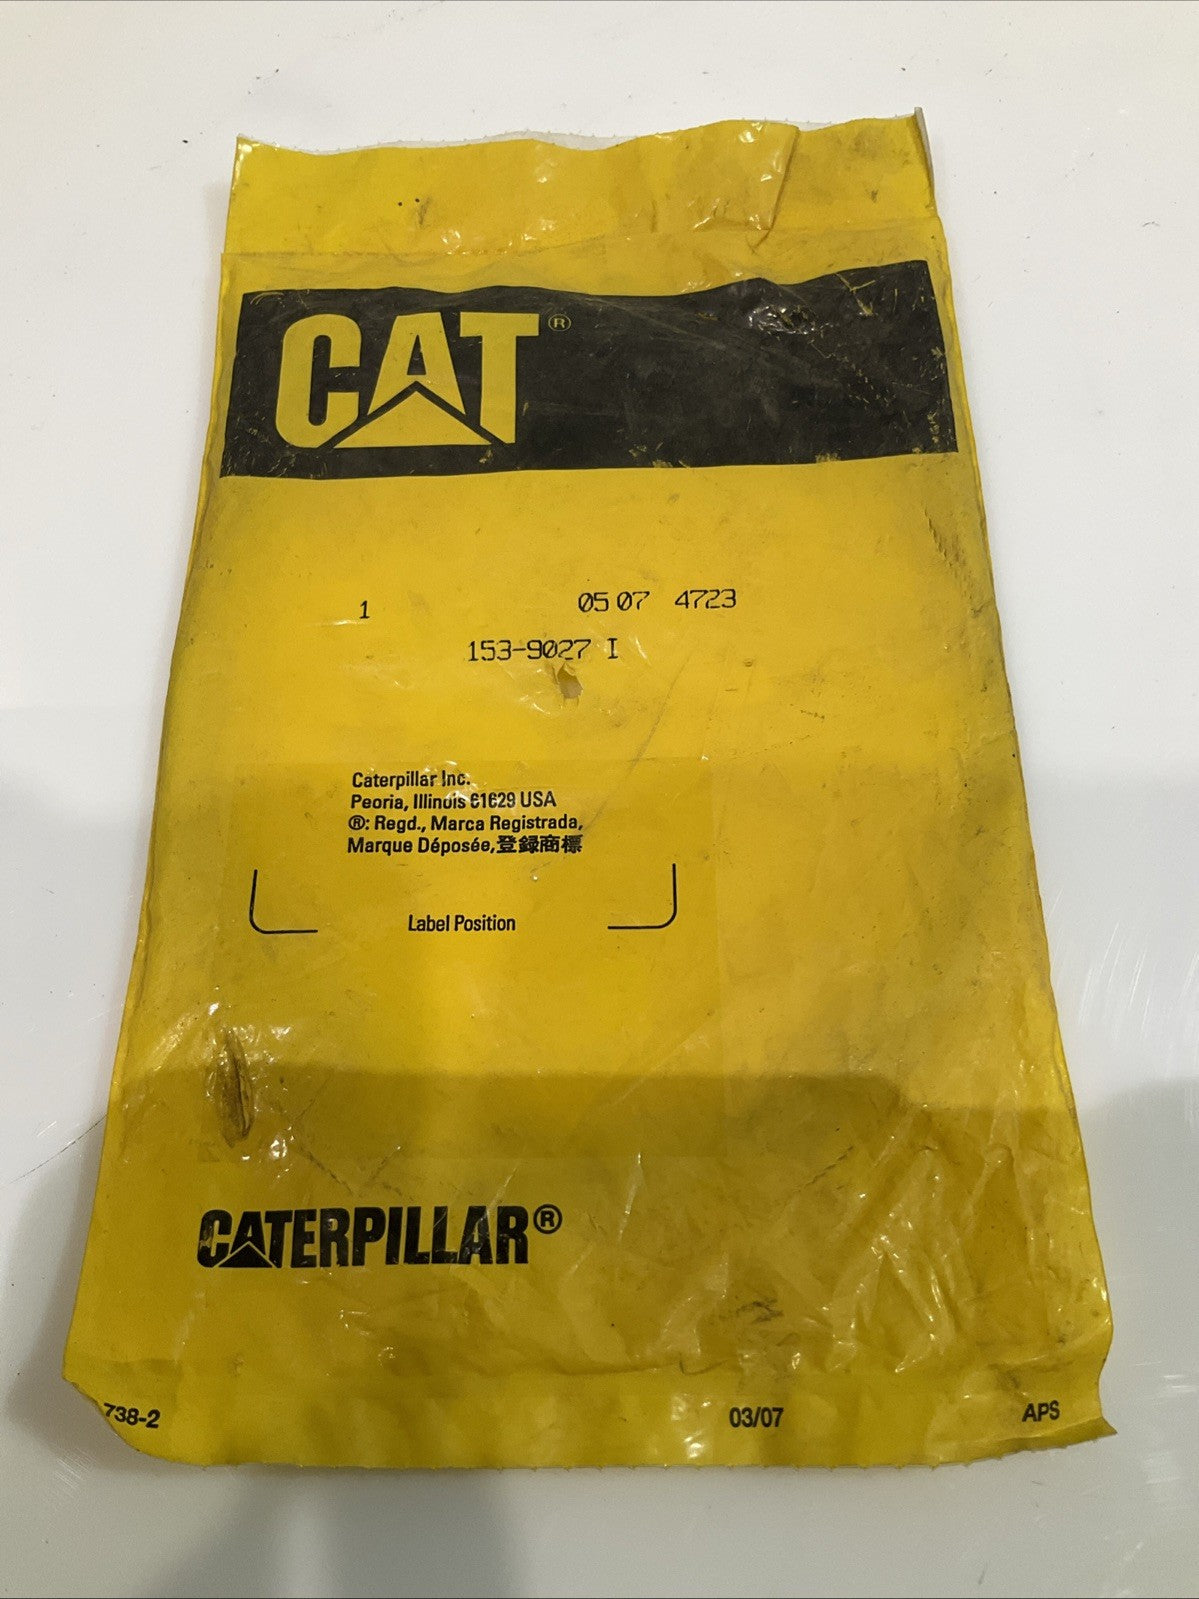 CAT®
1 05 07 4723
153-9027 I
Caterpillar Inc.
Peoria, Illinois 61629 USA
®: Regd., Marca Registrada,
Marque Déposée,登録商標
Label Position
CATERPILLAR®
738-2 03/07 APS